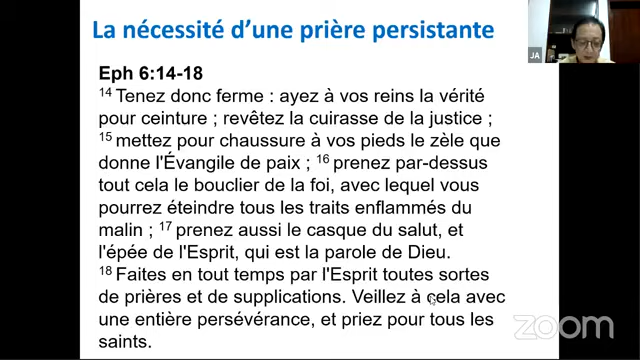 La nécessité d'une prière persistante
Eph 6:14-18
14 Tenez donc ferme : ayez à vos reins la vérité
pour ceinture ; revêtez la cuirasse de la justice ;
15 mettez pour chaussure à vos pieds le zèle que
donne l'Évangile de paix ; 16 prenez par-dessus
tout cela le bouclier de la foi, avec lequel vous
pourrez éteindre tous les traits enflammés du
malin ; 17 prenez aussi le casque du salut, et
l'épée de l'Esprit, qui est la parole de Dieu.
18 Faites en tout temps par l'Esprit toutes sortes
de prières et de supplications. Veillez à cela avec
une entière persévérance, et priez pour tous les
saints.
JA
zoom